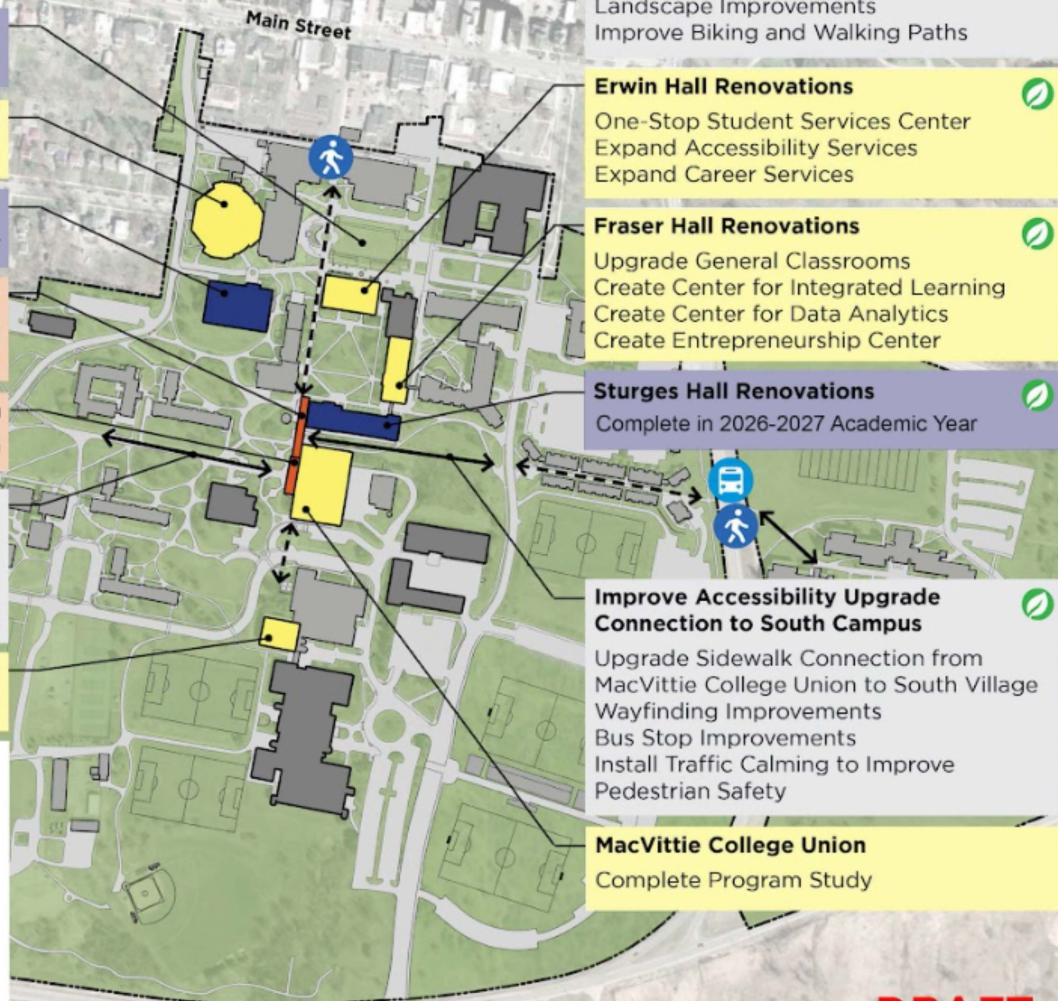 Main Street
Landscape Improvements
Improve Biking and Walking Paths
Erwin Hall Renovations
One-Stop Student Services Center
Expand Accessibility Services
Expand Career Services
Fraser Hall Renovations
Upgrade General Classrooms
Create Center for Integrated Learning
Create Center for Data Analytics
Create Entrepreneurship Center
Sturges Hall Renovations
Complete in 2026-2027 Academic Year
Improve Accessibility Upgrade
Connection to South Campus
Upgrade Sidewalk Connection from
MacVittie College Union to South Village
Wayfinding Improvements
Bus Stop Improvements
Install Traffic Calming to Improve
Pedestrian Safety
MacVittie College Union
Complete Program Study
DRAFT